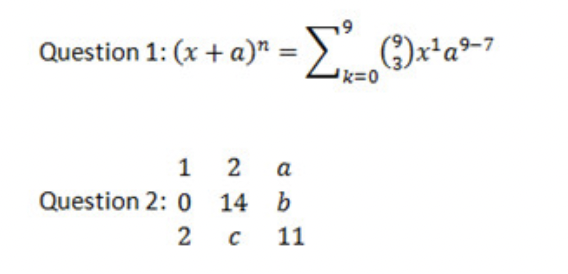 Question 1: (x + a)ⁿ = ∑⁹ₖ₌₀ (⁹₃)x¹a⁹⁻⁷
1 2 a
Question 2: 0 14 b
2 c 11